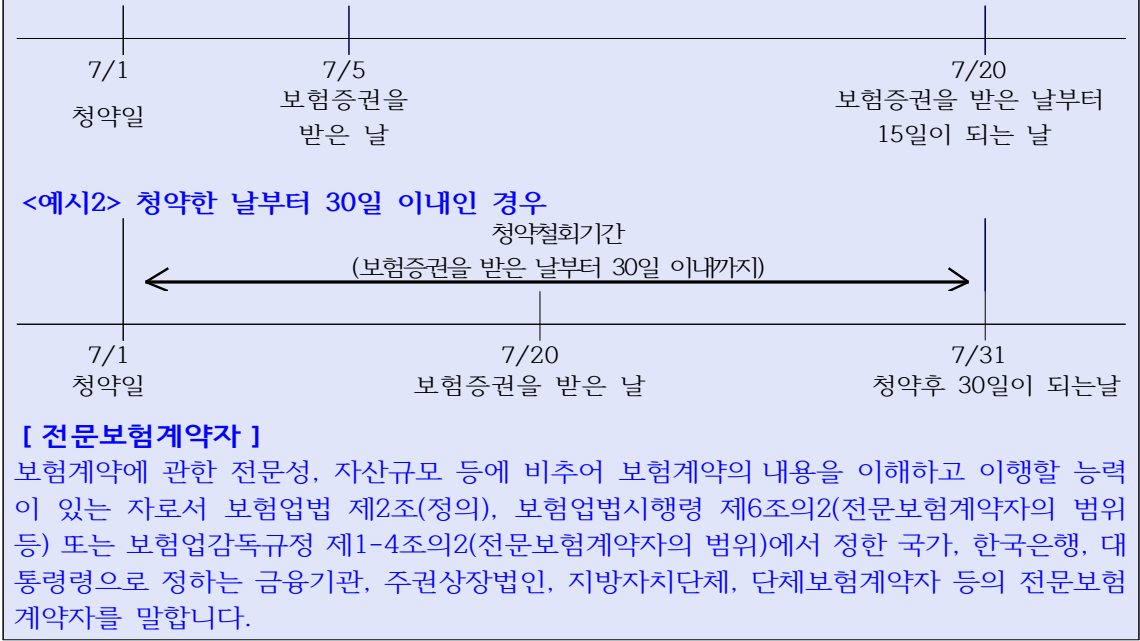 7/1 7/5 7/20
청약일 보험증권을 보험증권을 받은 날부터
받은 날 15일이 되는 날
<예시2> 청약한 날부터 30일 이내인 경우
청약철회기간
(보험증권을 받은 날부터 30일 이내까지)
7/1 7/20 7/31
청약일 보험증권을 받은 날 청약후 30일이 되는날
[ 전문보험계약자 ]
보험계약에 관한 전문성, 자산규모 등에 비추어 보험계약의 내용을 이해하고 이행할 능력
이 있는 자로서 보험업법 제2조(정의), 보험업법시행령 제6조의2(전문보험계약자의 범위
등) 또는 보험업감독규정 제1-4조의2(전문보험계약자의 범위)에서 정한 국가, 한국은행, 대
통령령으로 정하는 금융기관, 주권상장법인, 지방자치단체, 단체보험계약자 등의 전문보험
계약자를 말합니다.